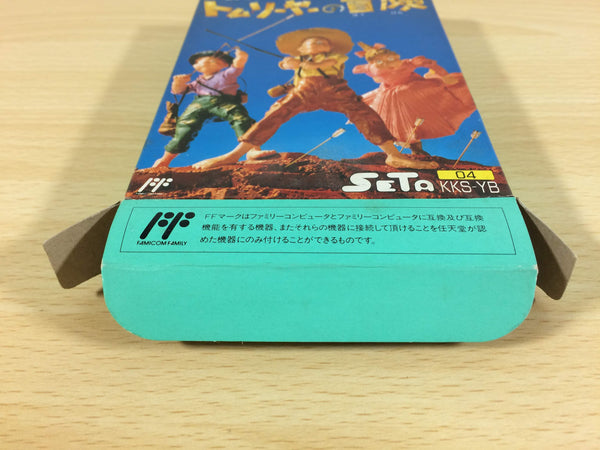 トム・ソーヤーの冒険
SETA
04
KKS-YB
FF
FAMICOM FAMILY
FFマークはファミリーコンピュータとファミリーコンピュータに互換及び互換
機能を有する機器、またそれらの機器に接続して頂けることを任天堂が認
めた機器にのみ付けることができるものです。